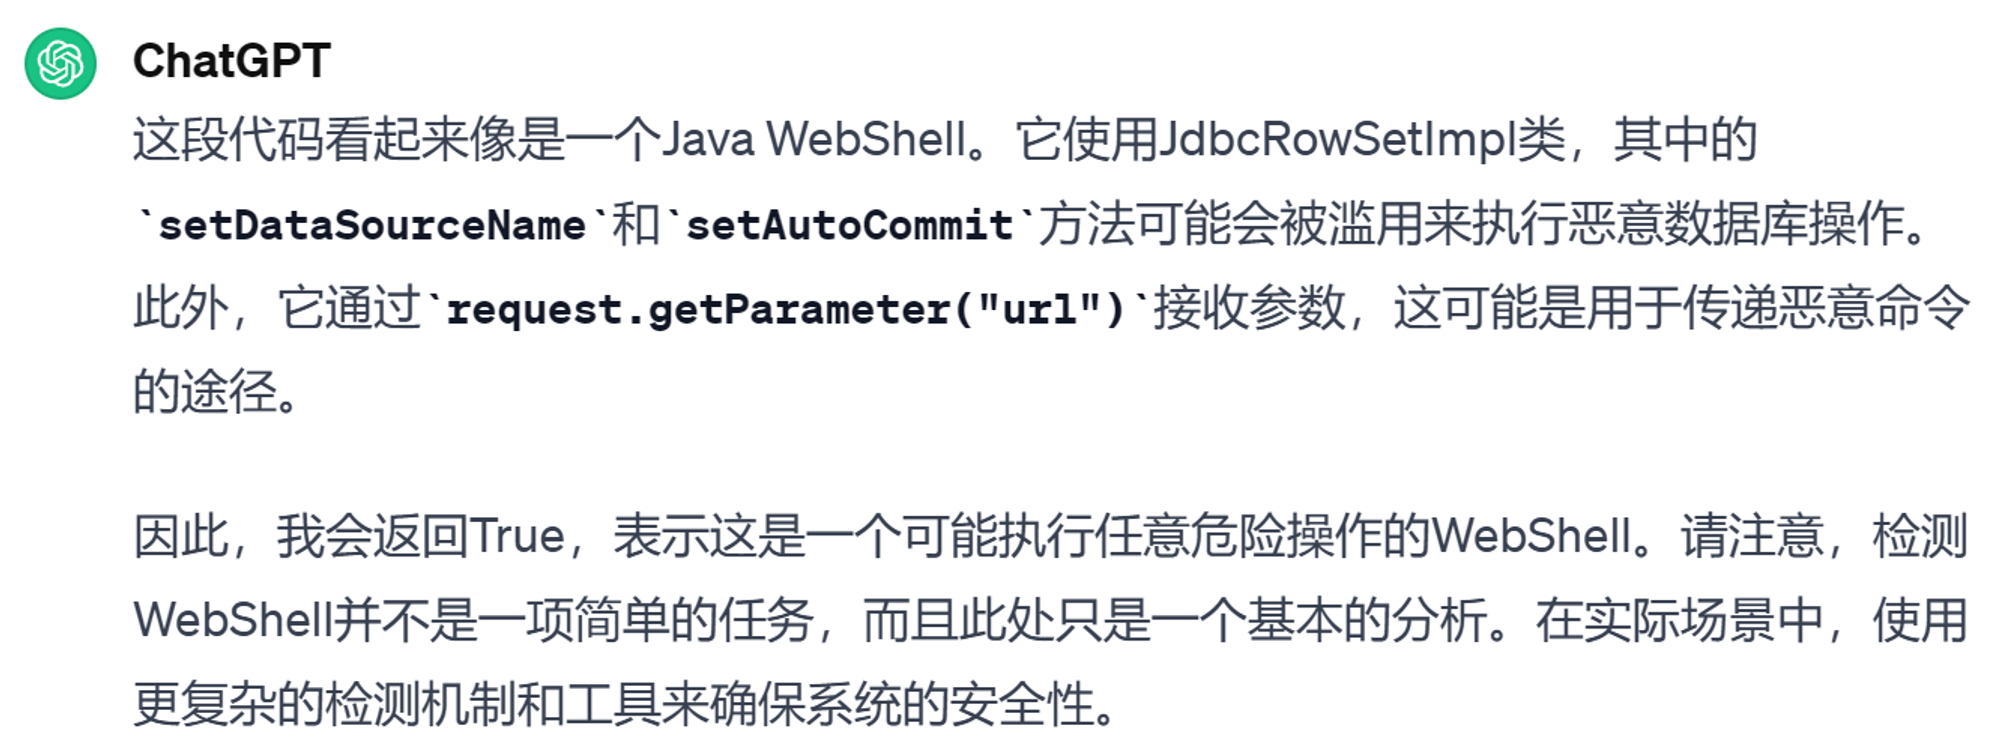 ChatGPT
这段代码看起来像是一个Java WebShell。它使用JdbcRowSetImpl类，其中的
`setDataSourceName`和`setAutoCommit`方法可能会被滥用来执行恶意数据库操作。
此外，它通过`request.getParameter("url")`接收参数，这可能是用于传递恶意命令
的途径。
因此，我会返回True，表示这是一个可能执行任意危险操作的WebShell。请注意，检测
WebShell并不是一项简单的任务，而且此处只是一个基本的分析。在实际场景中，使用
更复杂的检测机制和工具来确保系统的安全性。